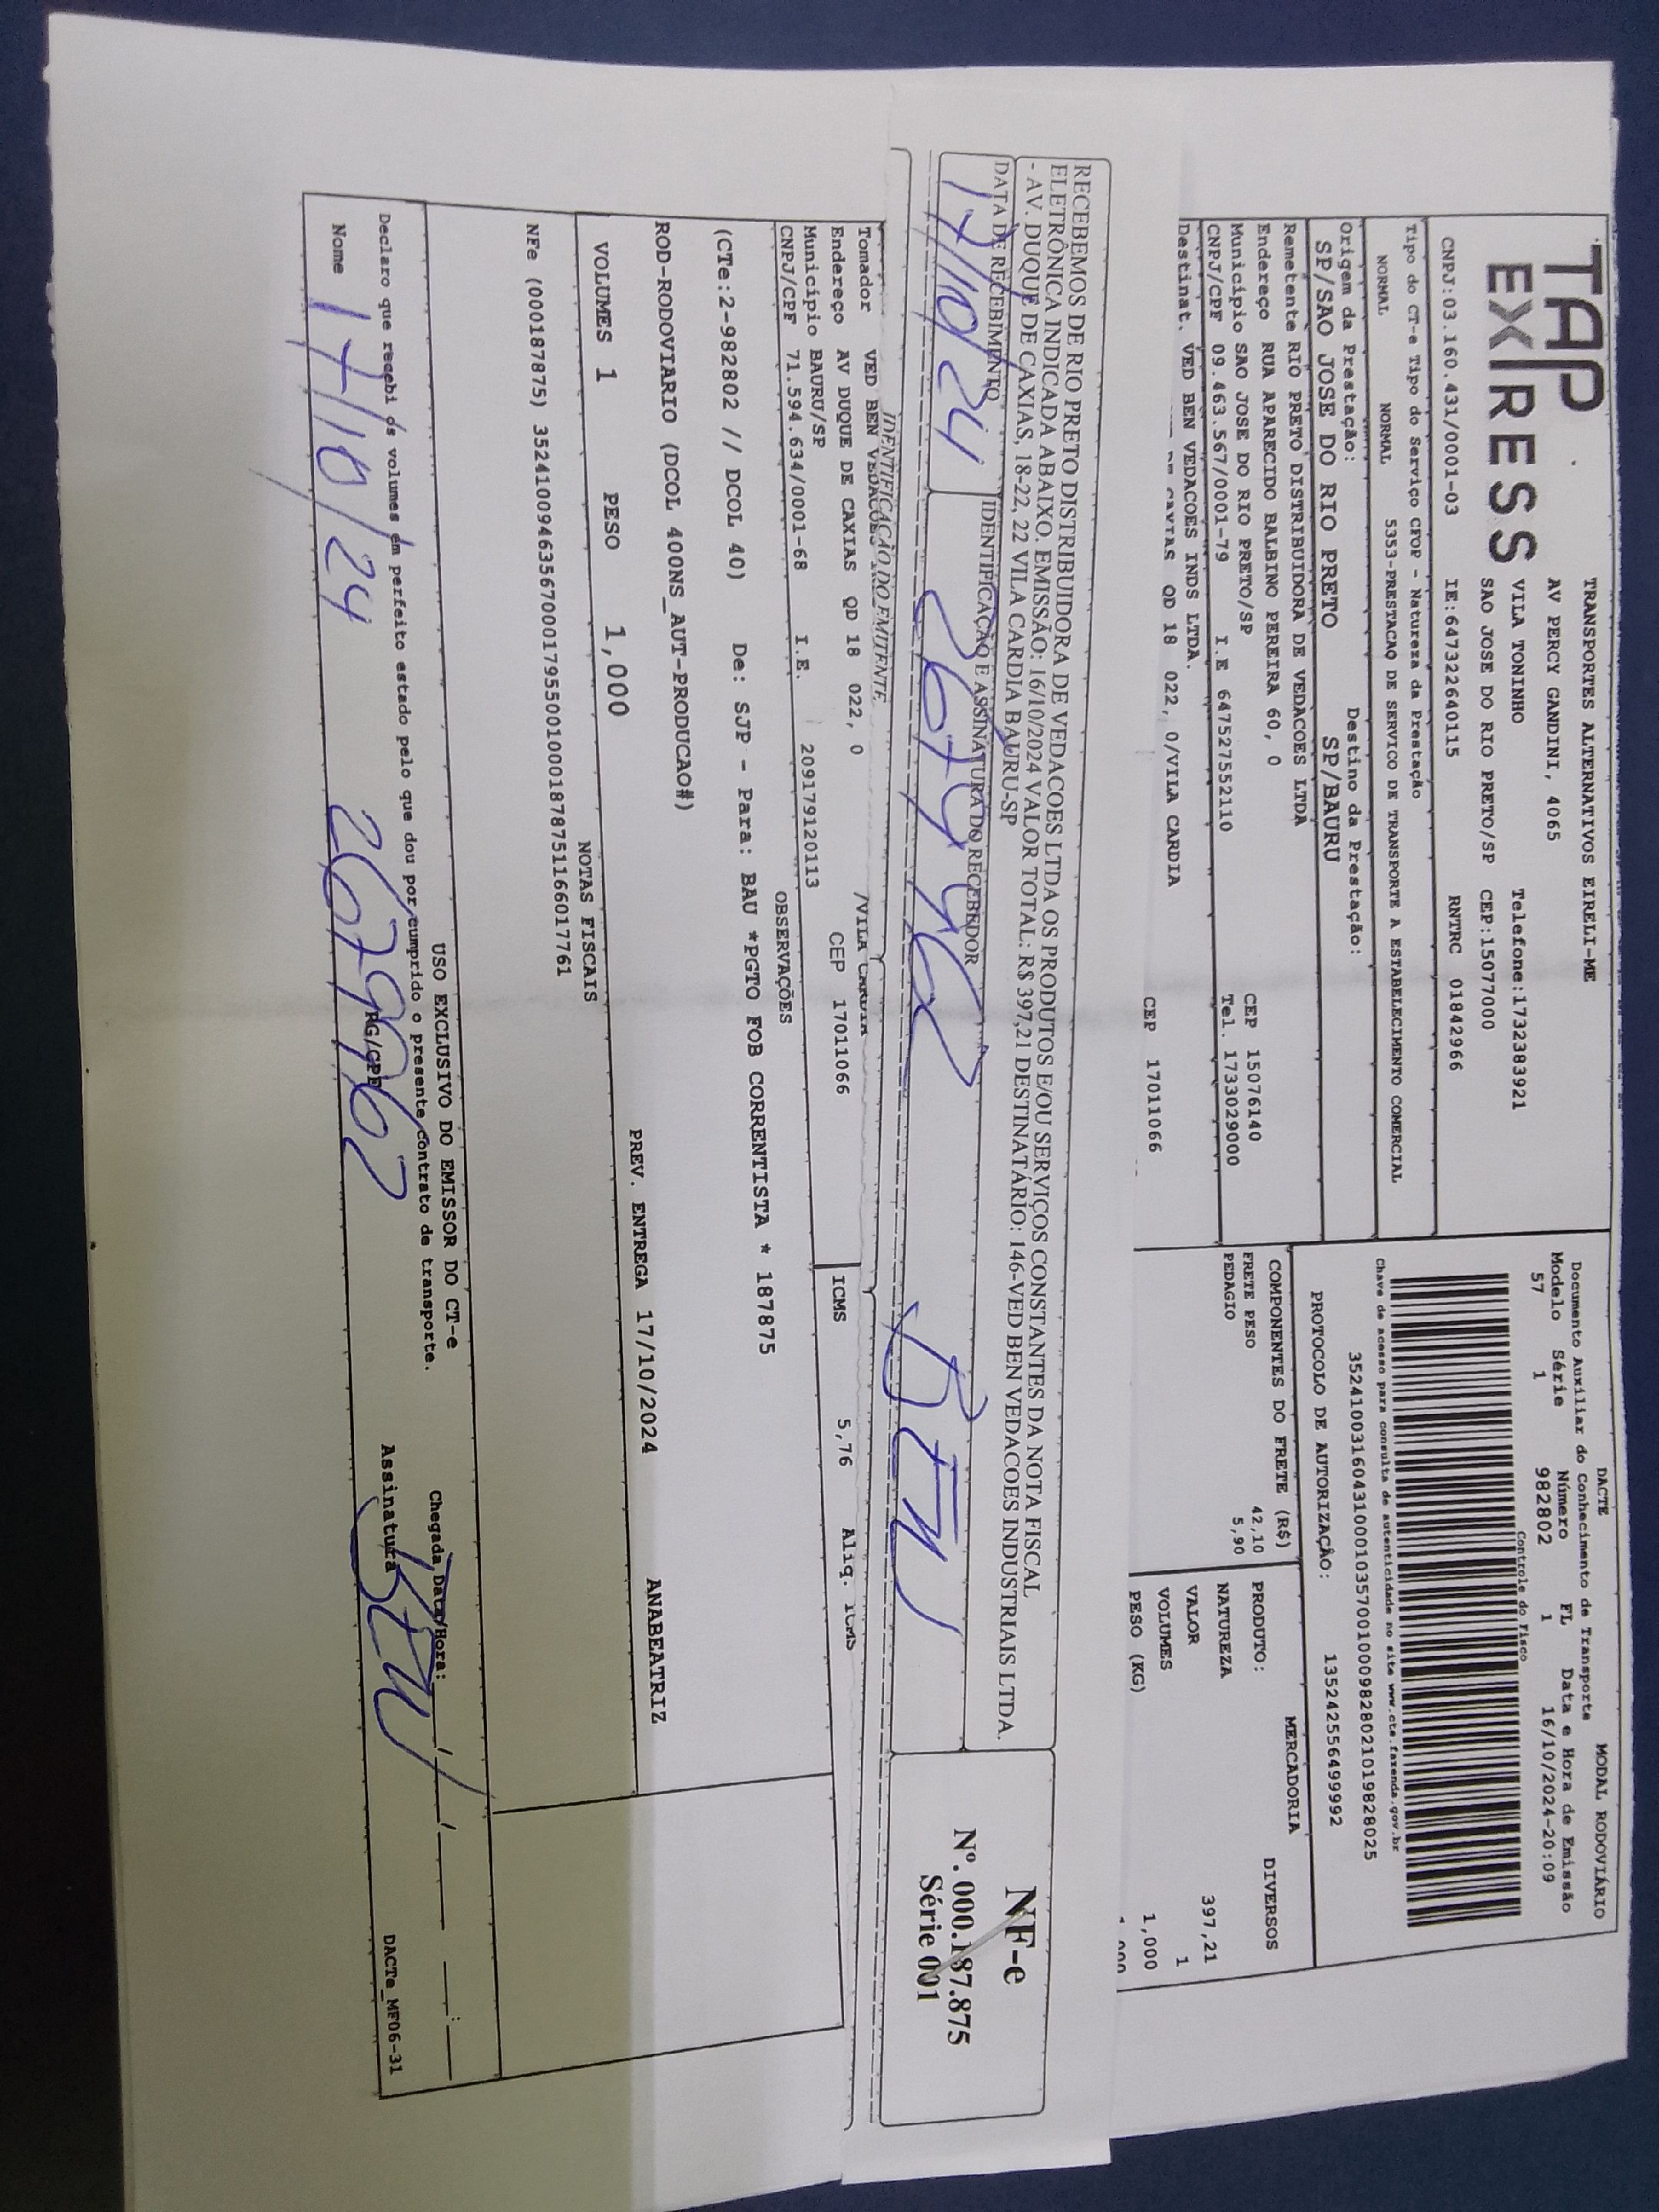 TAP
EXPRESS
TRANSPORTES ALTERNATIVOS EIRELI-ME
AV PERCY GANDINI, 4065
VILA TONINHO Telefone:1732383921
SAO JOSE DO RIO PRETO/SP CEP:15077000
CNPJ:03.160.431/0001-03 IE:647322640115 RNTRC 01842966
Tipo do CT-e Tipo do Serviço CFOP - Natureza da Prestação
NORMAL NORMAL 5353-PRESTACAO DE SERVICO DE TRANSPORTE A ESTABELECIMENTO COMERCIAL
Origem da Prestação: Destino da Prestação:
SP/SAO JOSE DO RIO PRETO SP/BAURU
Remetente RIO PRETO DISTRIBUIDORA DE VEDACOES LTDA
Endereço RUA APARECIDO BALBINO PEREIRA 60, 0 CEP 15076140
Município SAO JOSE DO RIO PRETO/SP Tel. 1733029000
CNPJ/CPF 09.463.567/0001-79 I.E 647527552110
Destinat. VED BEN VEDACOES INDS LTDA.
DE CAXIAS QD 18 022, 0/VILA CARDIA CEP 17011066
DACTE MODAL RODOVIÁRIO
Documento Auxiliar do Conhecimento de Transporte
Modelo Série Número FL Data e Hora de Emissão
57 1 982802 1 16/10/2024-20:09
Controle do Fisco
Chave de acesso para consulta de autenticidade no site www.cte.fazenda.gov.br
35241003160431000103570010009828021019828025
PROTOCOLO DE AUTORIZAÇÃO: 135242556499992
COMPONENTES DO FRETE (R$)
FRETE PESO 42,10
PEDAGIO 5,90
MERCADORIA
PRODUTO: DIVERSOS
NATUREZA
VALOR 397,21
VOLUMES 1
PESO (KG) 1,000
RECEBEMOS DE RIO PRETO DISTRIBUIDORA DE VEDACOES LTDA OS PRODUTOS E/OU SERVIÇOS CONSTANTES DA NOTA FISCAL
ELETRÔNICA INDICADA ABAIXO. EMISSÃO: 16/10/2024 VALOR TOTAL: R$ 397,21 DESTINATÁRIO: 146-VED BEN VEDACOES INDUSTRIAIS LTDA.
- AV. DUQUE DE CAXIAS, 18-22, 22 VILA CARDIA BAURU-SP
DATA DE RECEBIMENTO IDENTIFICAÇÃO E ASSINATURA DO RECEBEDOR
17/10/24
NF-e
Nº. 000.187.875
Série 001
IDENTIFICAÇÃO DO EMITENTE
Tomador VED BEN VEDACOES /VILA CARDIA
Endereço AV DUQUE DE CAXIAS QD 18 022, 0 CEP 17011066
Município BAURU/SP
CNPJ/CPF 71.594.634/0001-68 I.E. 209179120113
ICMS 5,76 Aliq. ICMS
OBSERVAÇÕES
(CTe:2-982802 // DCOL 40) De: SJP - Para: BAU *PGTO FOB CORRENTISTA * 187875
ROD-RODOVIARIO (DCOL 400NS_AUT-PRODUCAO#)
VOLUMES 1 PESO 1,000 PREV. ENTREGA 17/10/2024 ANABEATRIZ
NOTAS FISCAIS
NFe (000187875) 35241009463567000179550010001878751166017761
USO EXCLUSIVO DO EMISSOR DO CT-e
Declaro que recebi os volumes em perfeito estado pelo que dou por cumprido o presente contrato de transporte.
Chegada Data/Hora: / / :
Nome 17/10/24 RG/CPF Assinatura
DACTe_MF06-31